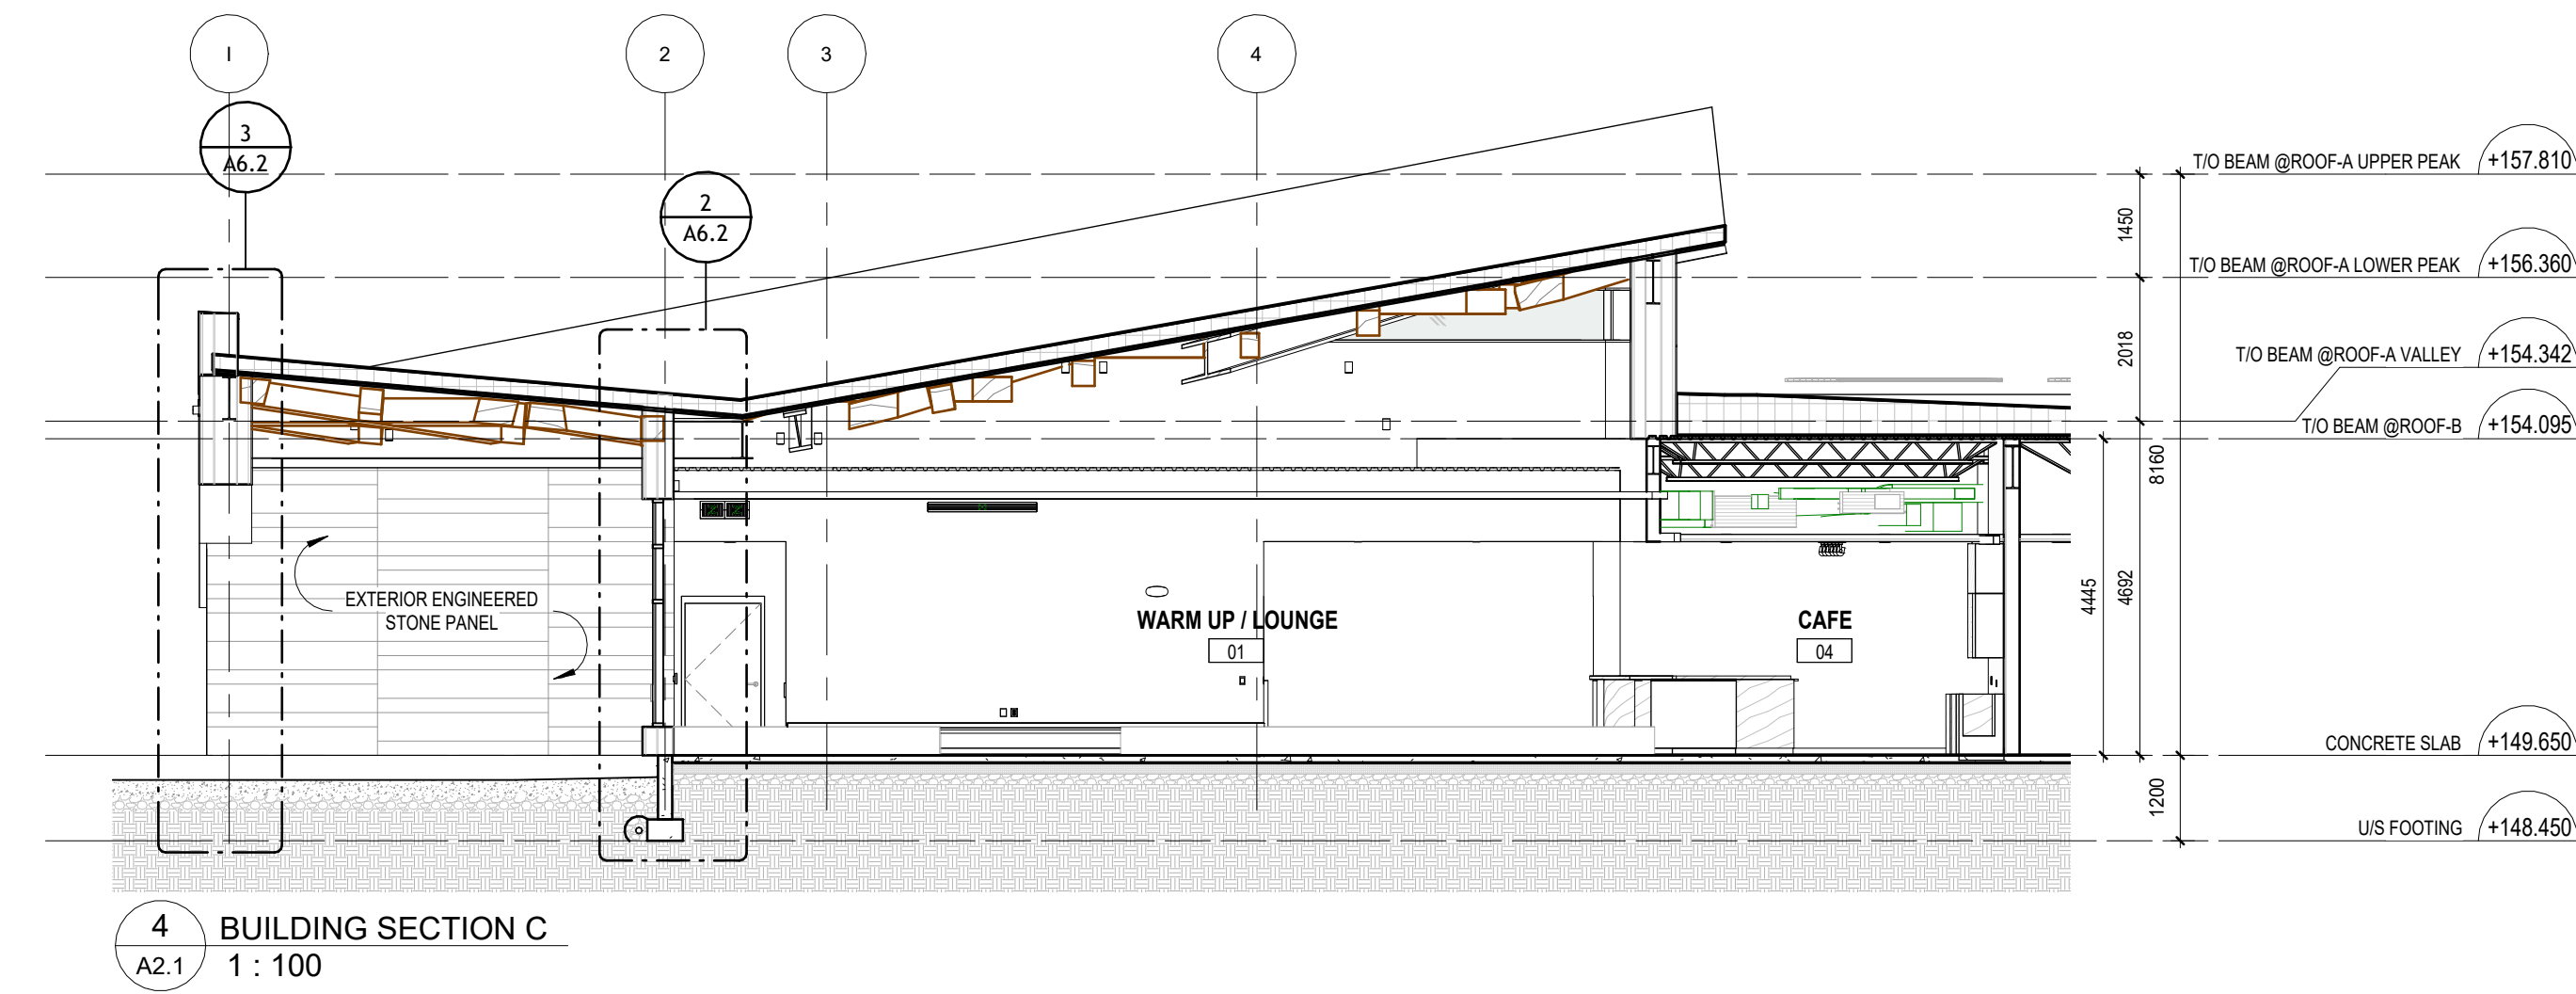 1
2
3
4
3
A6.2
2
A6.2
T/O BEAM @ROOF-A UPPER PEAK +157.810
1450
T/O BEAM @ROOF-A LOWER PEAK +156.360
2018
T/O BEAM @ROOF-A VALLEY +154.342
T/O BEAM @ROOF-B +154.095
8160
4445
4692
EXTERIOR ENGINEERED
STONE PANEL
WARM UP / LOUNGE
01
CAFE
04
CONCRETE SLAB +149.650
1200
U/S FOOTING +148.450
4
A2.1
BUILDING SECTION C
1 : 100